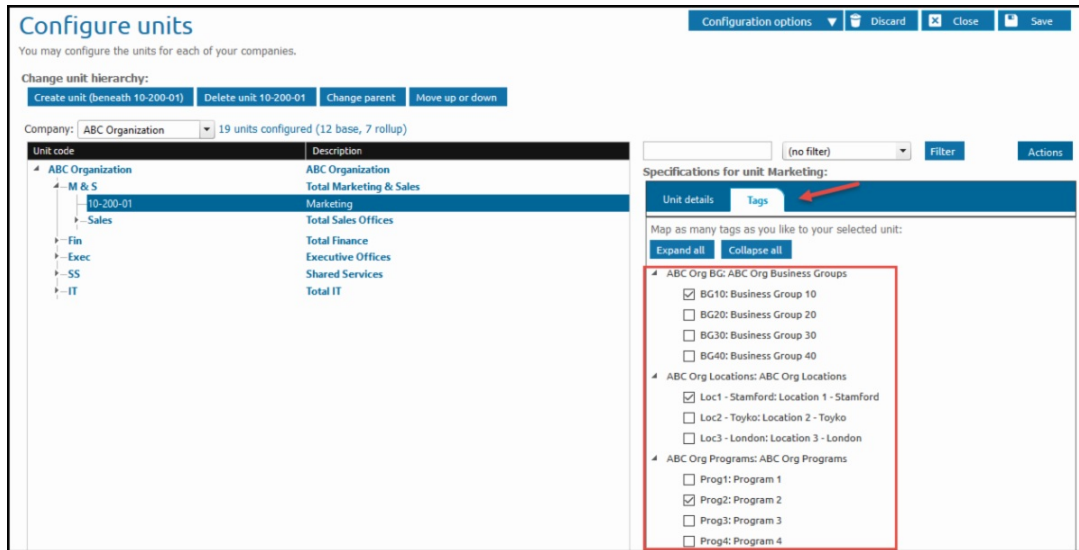 Configure units
Configuration options
Discard
Close
Save
You may configure the units for each of your companies.
Change unit hierarchy:
Create unit (beneath 10-200-01)
Delete unit 10-200-01
Change parent
Move up or down
Company: ABC Organization 19 units configured (12 base, 7 rollup)
(no filter)
Filter
Actions
Unit code Description
ABC Organization ABC Organization
M & S Total Marketing & Sales
10-200-01 Marketing
Sales Total Sales Offices
Fin Total Finance
Exec Executive Offices
SS Shared Services
IT Total IT
Specifications for unit Marketing:
Unit details
Tags
Map as many tags as you like to your selected unit:
Expand all
Collapse all
ABC Org BG: ABC Org Business Groups
BG10: Business Group 10
BG20: Business Group 20
BG30: Business Group 30
BG40: Business Group 40
ABC Org Locations: ABC Org Locations
Loc1 - Stamford: Location 1 - Stamford
Loc2 - Toyko: Location 2 - Toyko
Loc3 - London: Location 3 - London
ABC Org Programs: ABC Org Programs
Prog1: Program 1
Prog2: Program 2
Prog3: Program 3
Prog4: Program 4